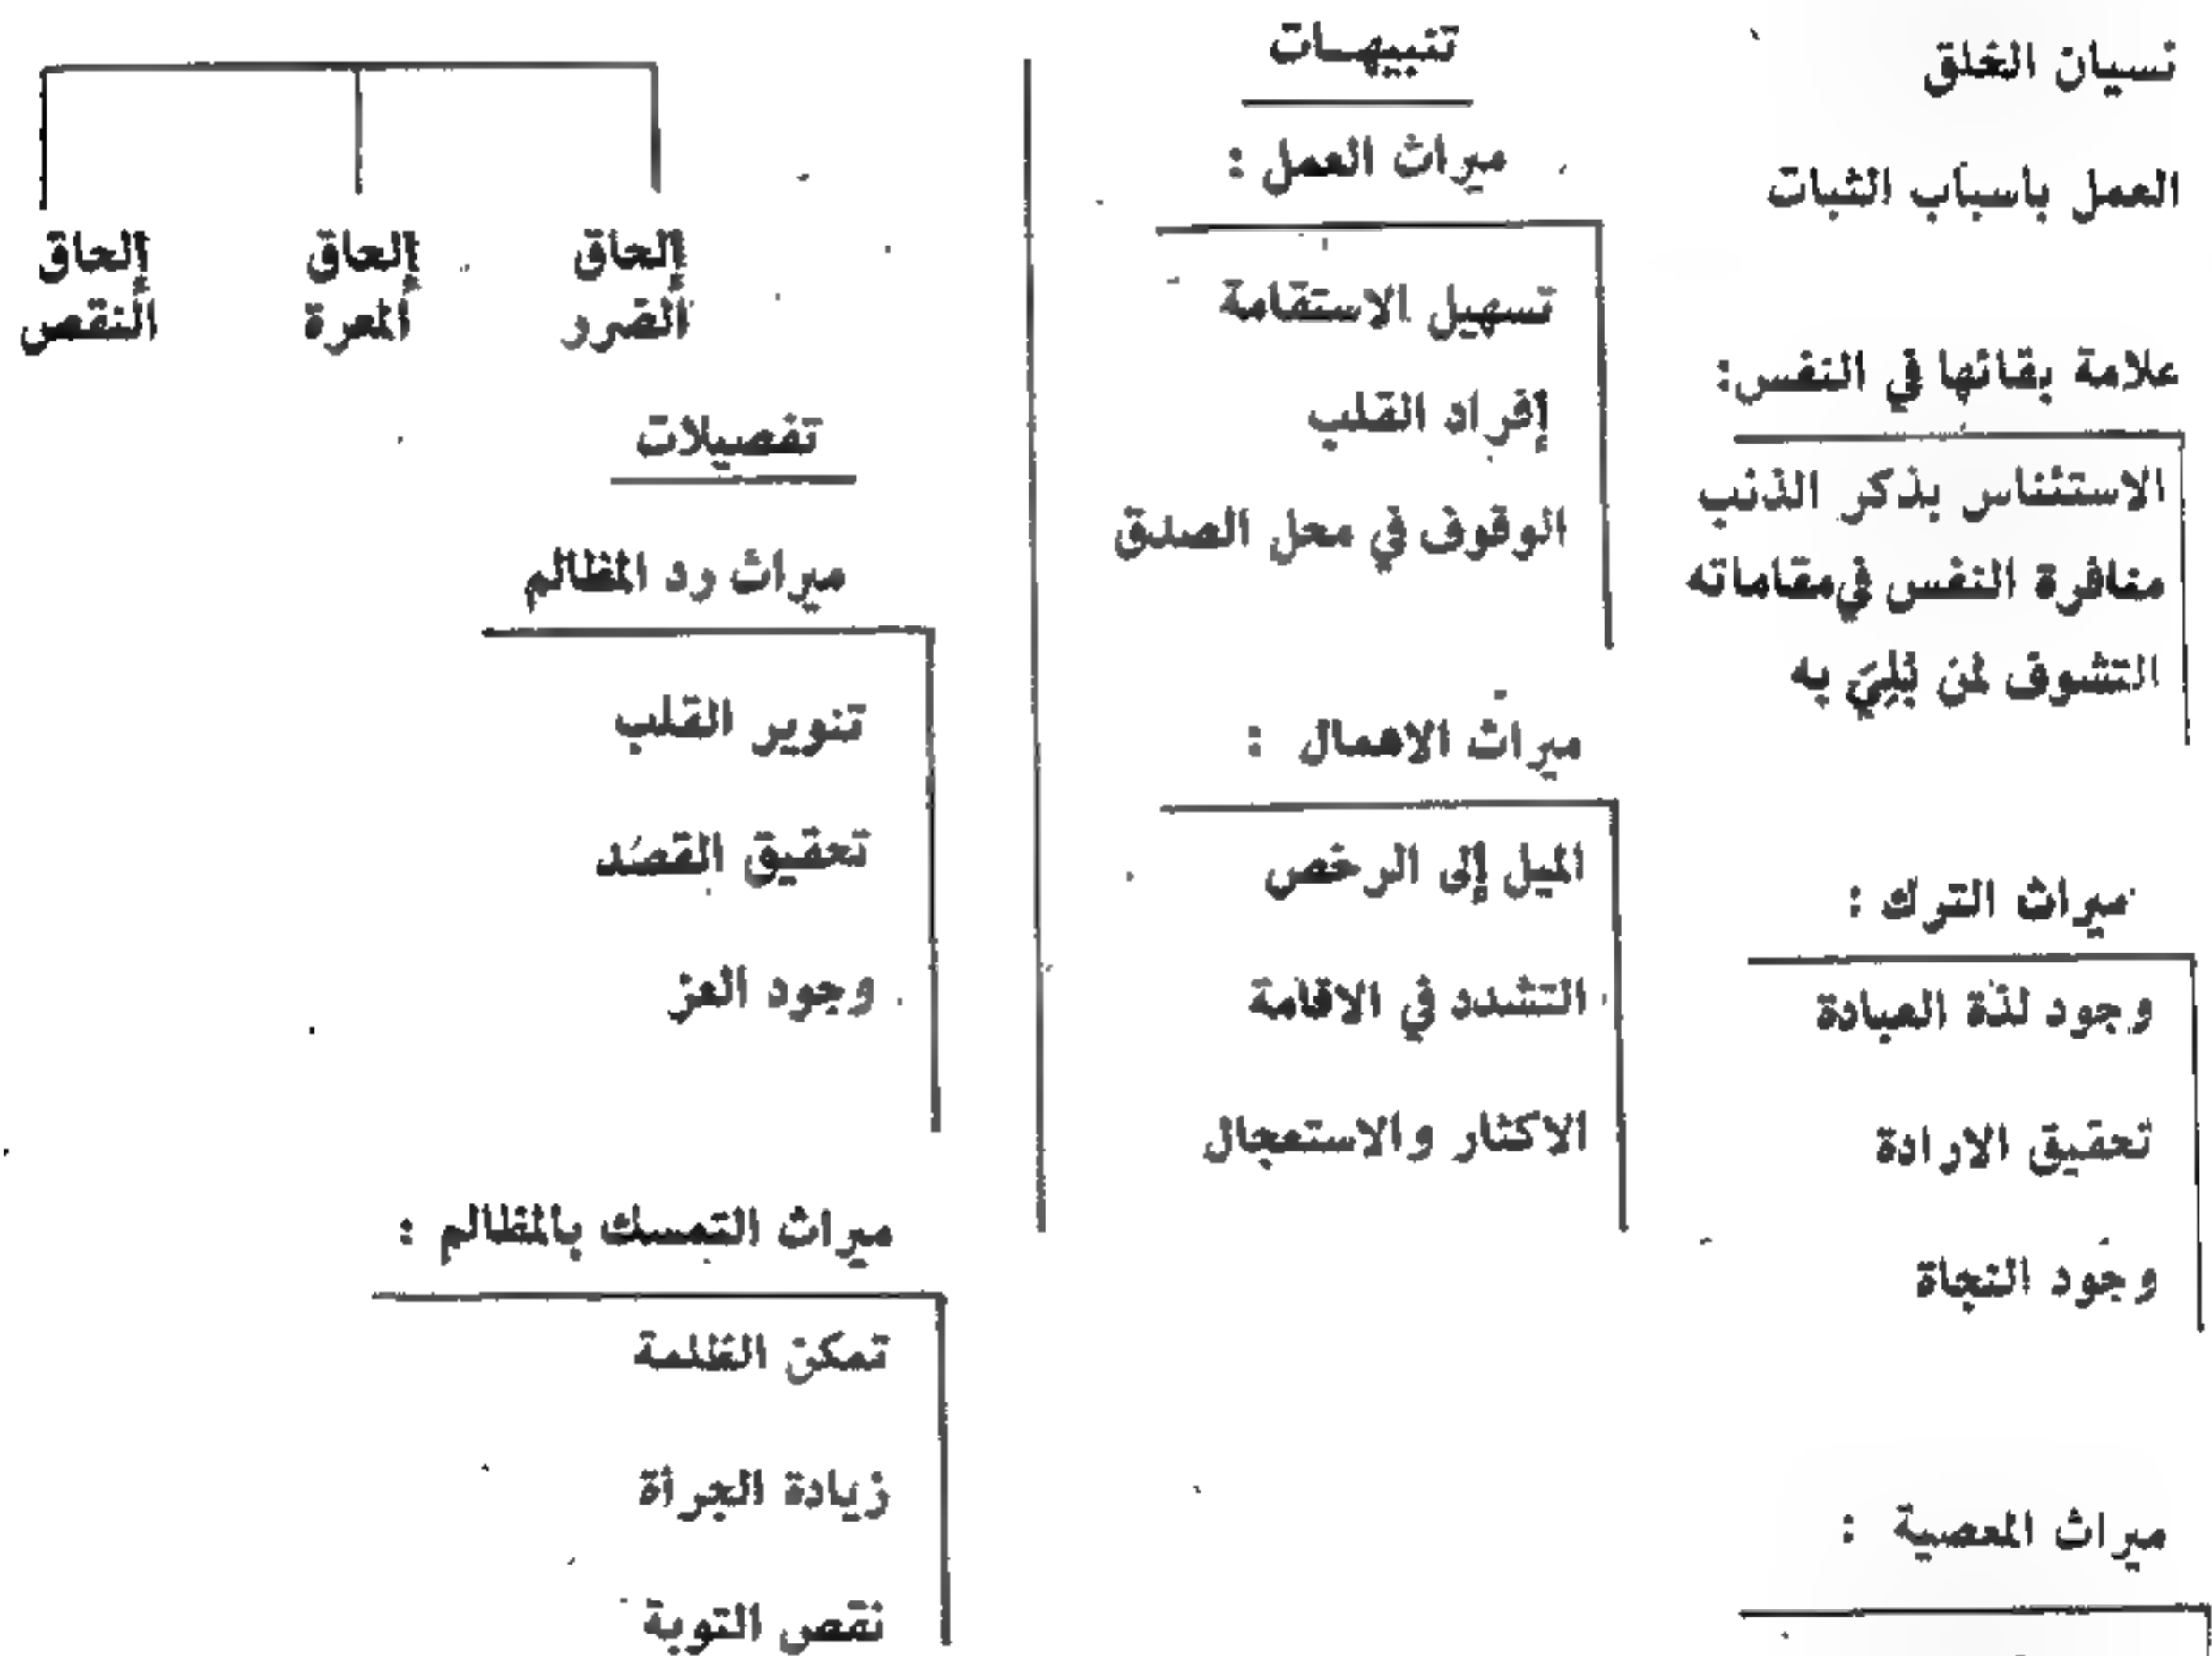 نسيان الخلق
العمل بأسباب الثبات
علامة بقائها في النفس:
الاستئناس بذكر الذنب
منافرة النفس في مقاماته
التشوف لمن بُلِيَ به
ميراث الترك :
وجود لذة العبادة
تحقيق الارادة
وجود النجاة
ميراث المعصية :
تنبيهـات
ميراث العمل :
تسهيل الاستقامة
إفراد القلب
الوقوف في محل الصدق
ميراث الاهمال :
الميل إلى الرخص
التشدد في الاقامة
الاكثار والاستعجال
إلحاق إلحاق إلحاق
الضرر المعرة النقص
تفصيلات
ميراث رد المظالم
تنوير القلب
تحقيق القصد
وجود العز
ميراث التمسك بالمظالم :
تمكن الظلمة
زيادة الجرأة
نقص التوبة